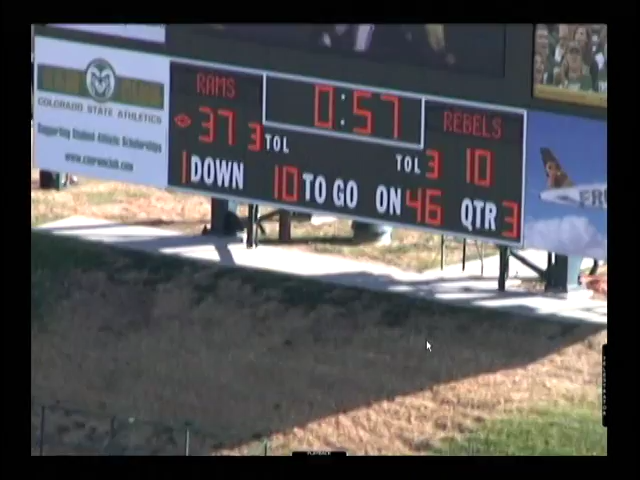 COLORADO STATE ATHLETICS
Supporting Student Athletic Scholarships
RAMS
37 3 TOL
0:57
REBELS
TOL 3 10
1 DOWN 10 TO GO ON 46 QTR 3